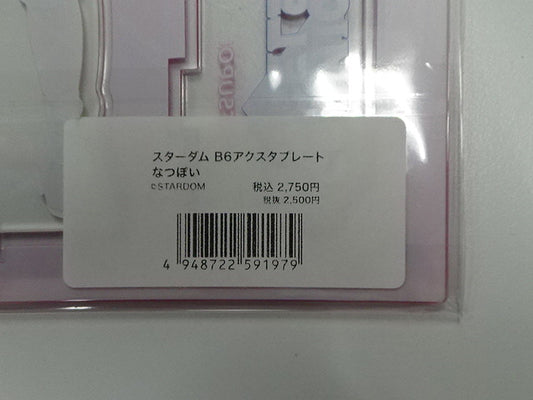 スターダム B6アクスタプレート
なつぽい
©STARDOM 税込 2,750円
税抜 2,500円
4 948722 591979